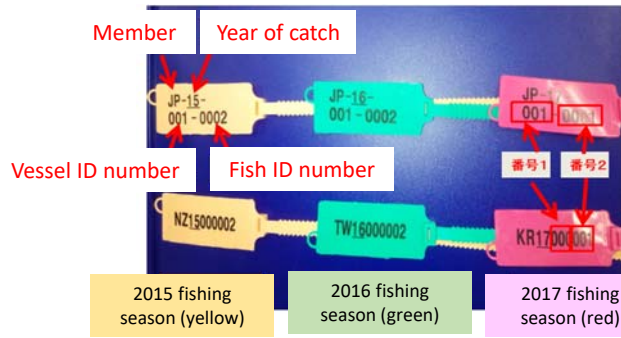 Member
Year of catch
JP-15-
001-0002
JP-16-
001-0002
JP-
001 -
Vessel ID number
Fish ID number
番号1
番号2
NZ15000002
TW16000002
KR17000001
2015 fishing
season (yellow)
2016 fishing
season (green)
2017 fishing
season (red)